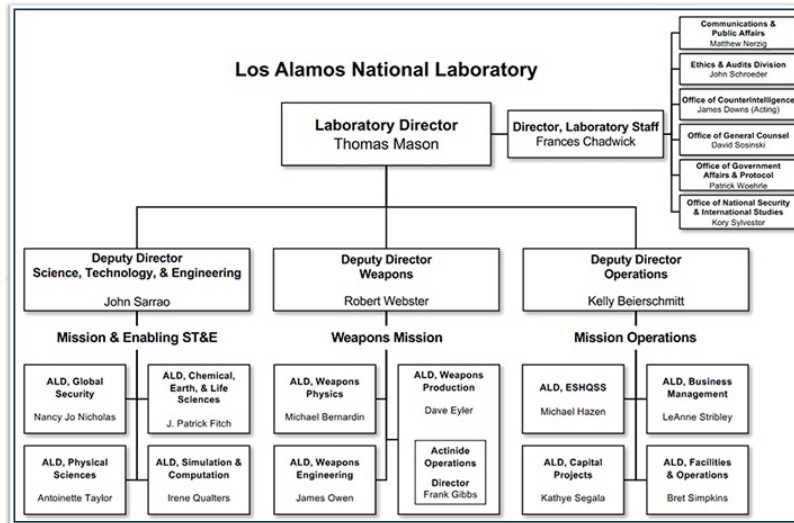 Los Alamos National Laboratory
Communications &
Public Affairs
Matthew Nerzig
Ethics & Audits Division
John Schroeder
Office of Counterintelligence
James Downs (Acting)
Office of General Counsel
David Sosinski
Office of Government
Affairs & Protocol
Patrick Woehrle
Office of National Security
& International Studies
Kory Sylvester
Laboratory Director
Thomas Mason
Director, Laboratory Staff
Frances Chadwick
Deputy Director
Science, Technology, & Engineering
John Sarrao
Deputy Director
Weapons
Robert Webster
Deputy Director
Operations
Kelly Beierschmitt
Mission & Enabling ST&E
Weapons Mission
Mission Operations
ALD, Global
Security
Nancy Jo Nicholas
ALD, Chemical,
Earth, & Life
Sciences
J. Patrick Fitch
ALD, Physical
Sciences
Antoinette Taylor
ALD, Simulation &
Computation
Irene Qualters
ALD, Weapons
Physics
Michael Bernardin
ALD, Weapons
Production
Dave Eyler
ALD, Weapons
Engineering
James Owen
Actinide
Operations
Director
Frank Gibbs
ALD, ESHQSS
Michael Hazen
ALD, Business
Management
LeAnne Stribley
ALD, Capital
Projects
Kathye Segala
ALD, Facilities
& Operations
Bret Simpkins